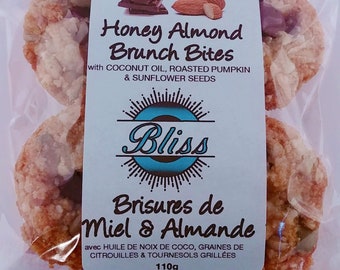 Honey Almond
Brunch Bites
with COCONUT OIL, ROASTED PUMPKIN
& SUNFLOWER SEEDS
Bliss
Brisures de
Miel & Almande
avec HUILE DE NOIX DE COCO, GRAINES DE
CITROUILLES & TOURNESOLS GRILLÉES
110g